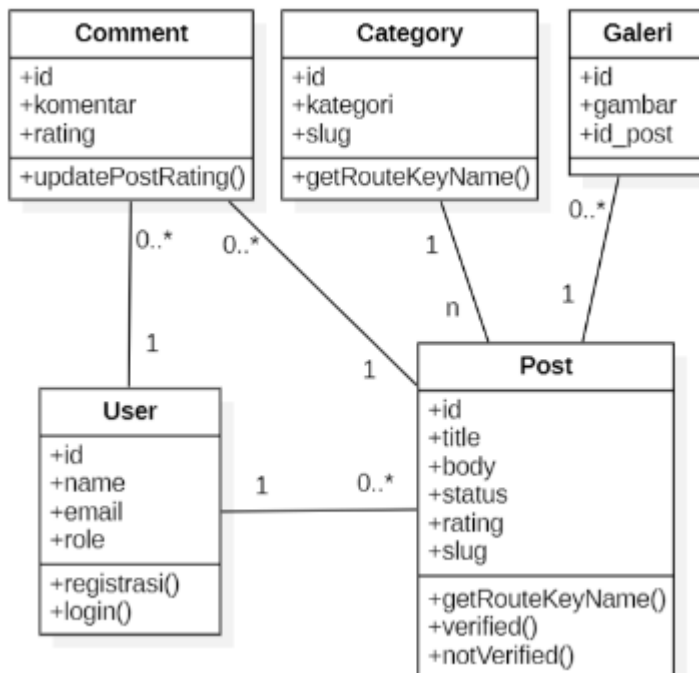 Comment
+id
+komentar
+rating
+updatePostRating()
Category
+id
+kategori
+slug
+getRouteKeyName()
Galeri
+id
+gambar
+id_post
0..*
0..*
1
n
0..*
1
1
1
User
+id
+name
+email
+role
+registrasi()
+login()
1
0..*
Post
+id
+title
+body
+status
+rating
+slug
+getRouteKeyName()
+verified()
+notVerified()